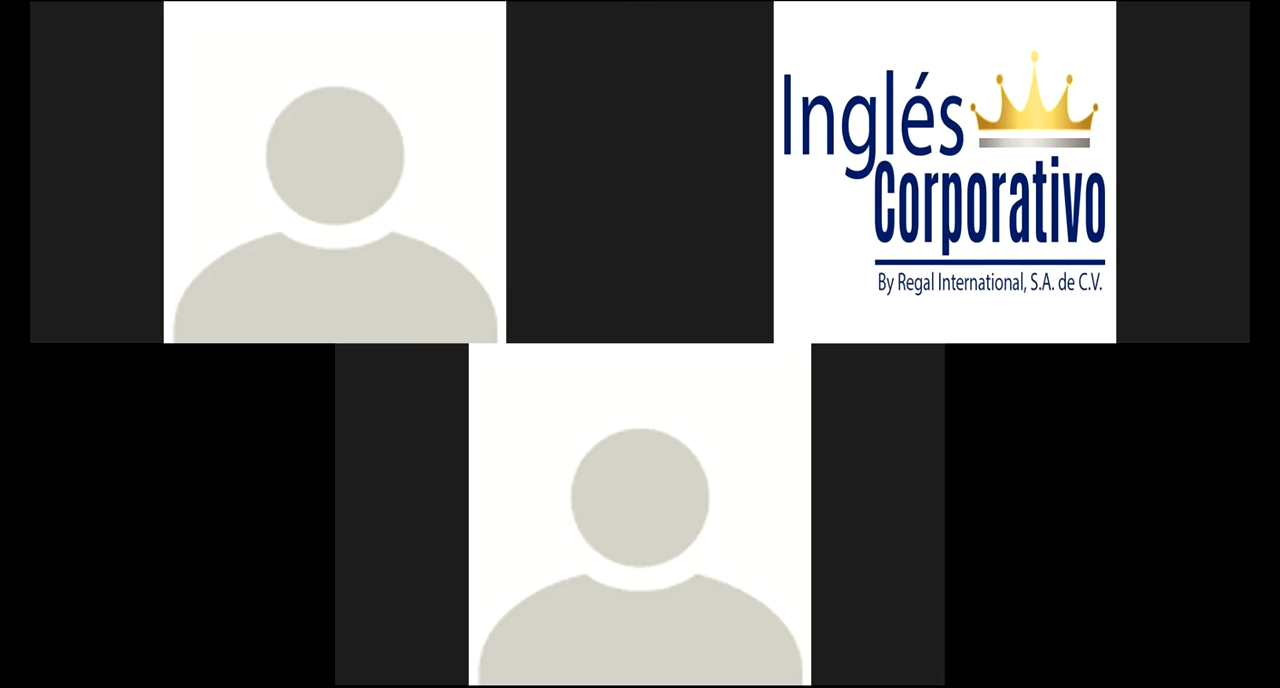 Inglés
Corporativo
By Regal International, S.A. de C.V.